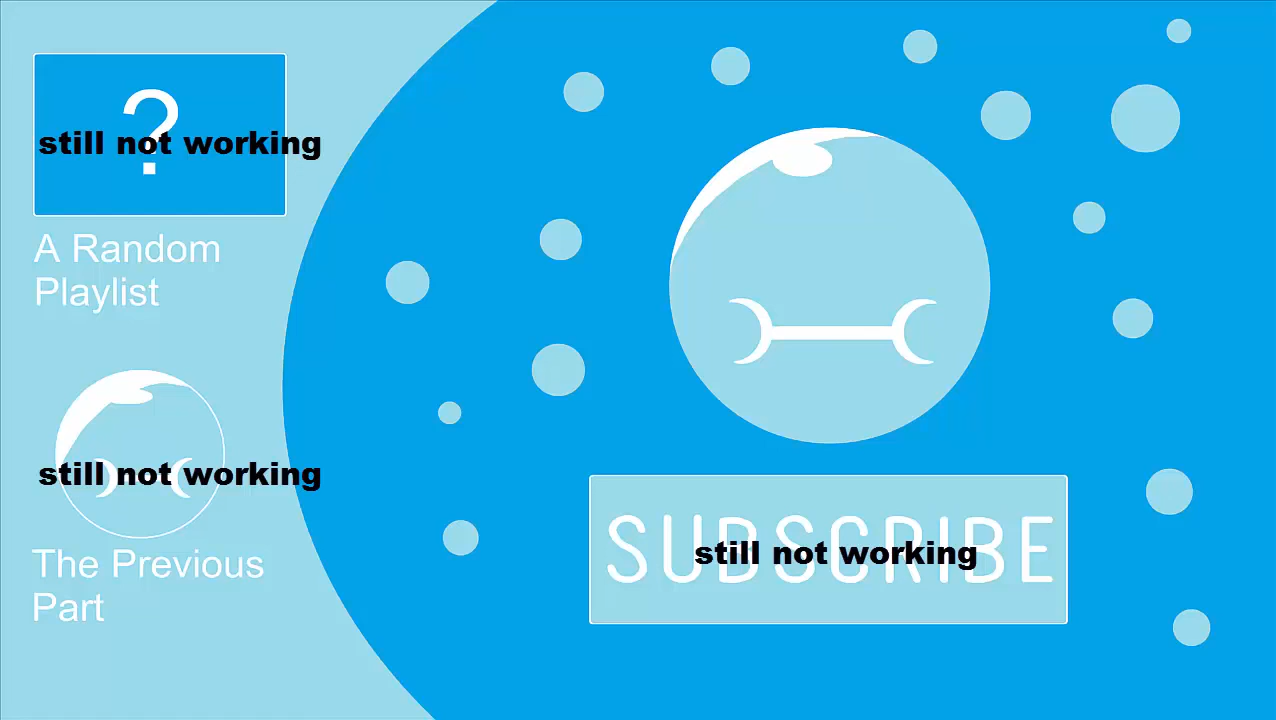 ?
still not working
A Random
Playlist
still not working
The Previous
Part
SUBSCRIBE
still not working